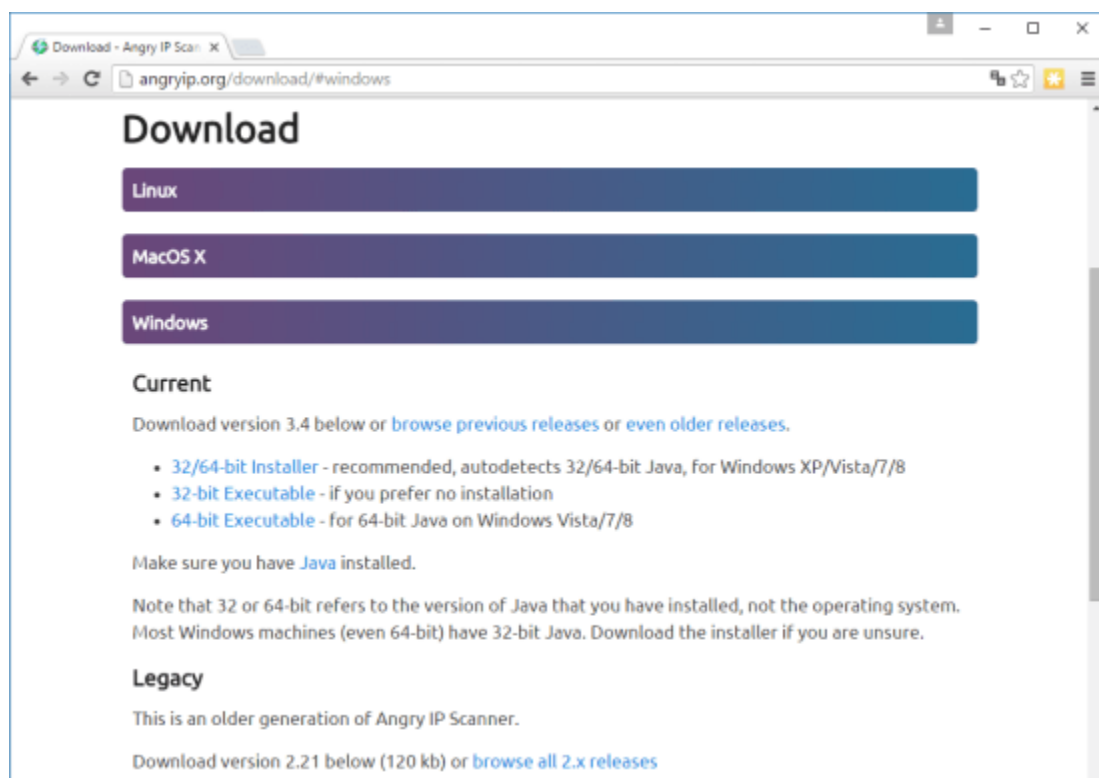 Download - Angry IP Scan
angryip.org/download/#windows
Download
Linux
MacOS X
Windows
Current
Download version 3.4 below or browse previous releases or even older releases.
32/64-bit Installer - recommended, autodetects 32/64-bit Java, for Windows XP/Vista/7/8
32-bit Executable - if you prefer no installation
64-bit Executable - for 64-bit Java on Windows Vista/7/8
Make sure you have Java installed.
Note that 32 or 64-bit refers to the version of Java that you have installed, not the operating system.
Most Windows machines (even 64-bit) have 32-bit Java. Download the installer if you are unsure.
Legacy
This is an older generation of Angry IP Scanner.
Download version 2.21 below (120 kb) or browse all 2.x releases